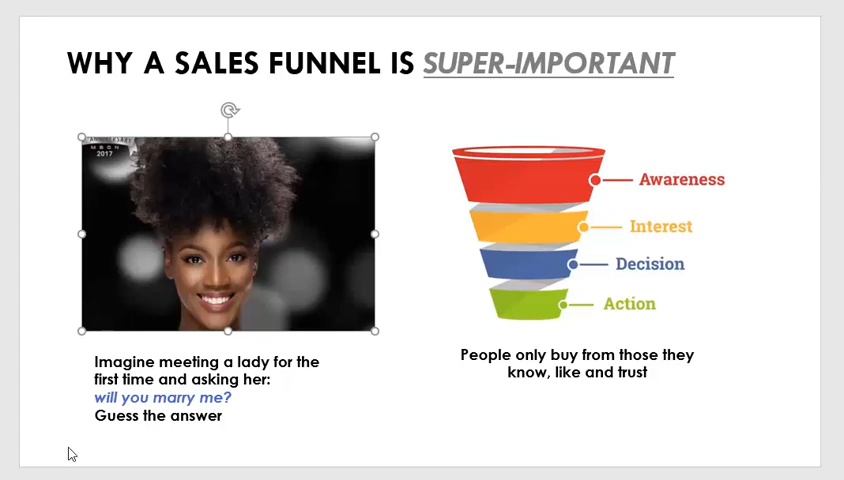 WHY A SALES FUNNEL IS SUPER-IMPORTANT
M B G N
2017
Awareness
Interest
Decision
Action
Imagine meeting a lady for the
first time and asking her:
will you marry me?
Guess the answer
People only buy from those they
know, like and trust